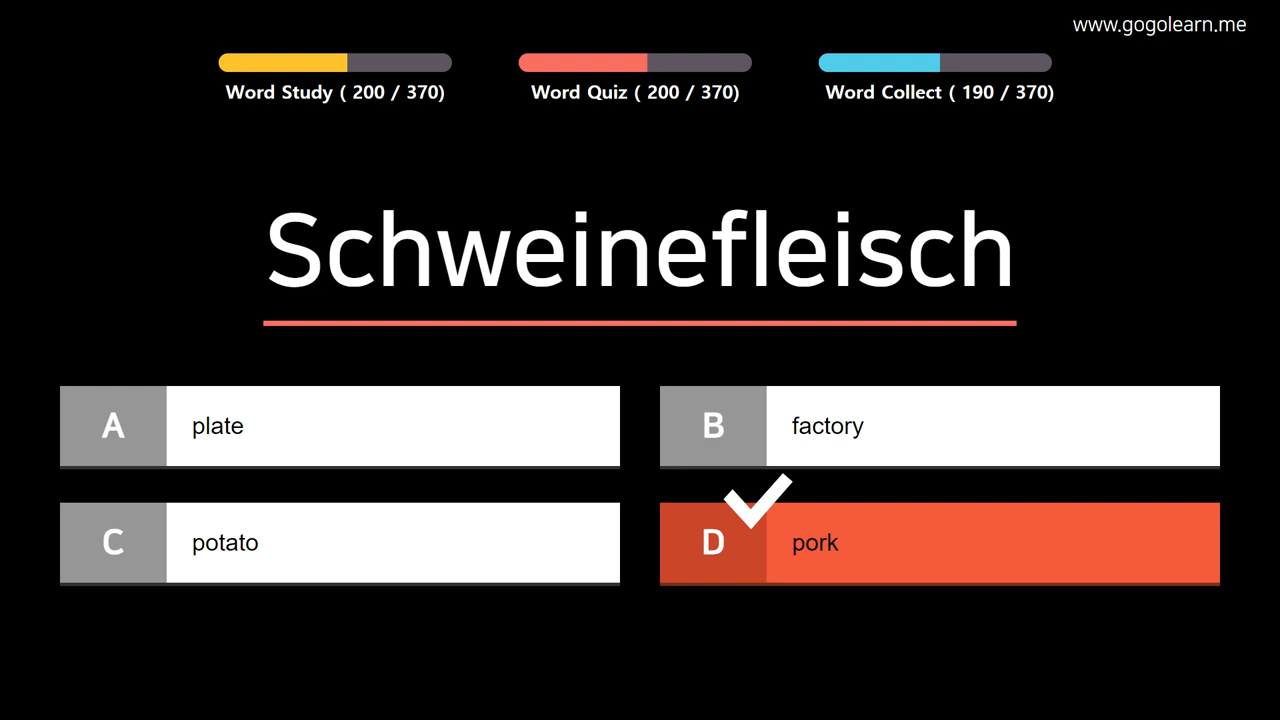 www.gogolearn.me
Word Study ( 200 / 370)
Word Quiz ( 200 / 370)
Word Collect ( 190 / 370)
Schweinefleisch
A plate
B factory
C potato
D pork